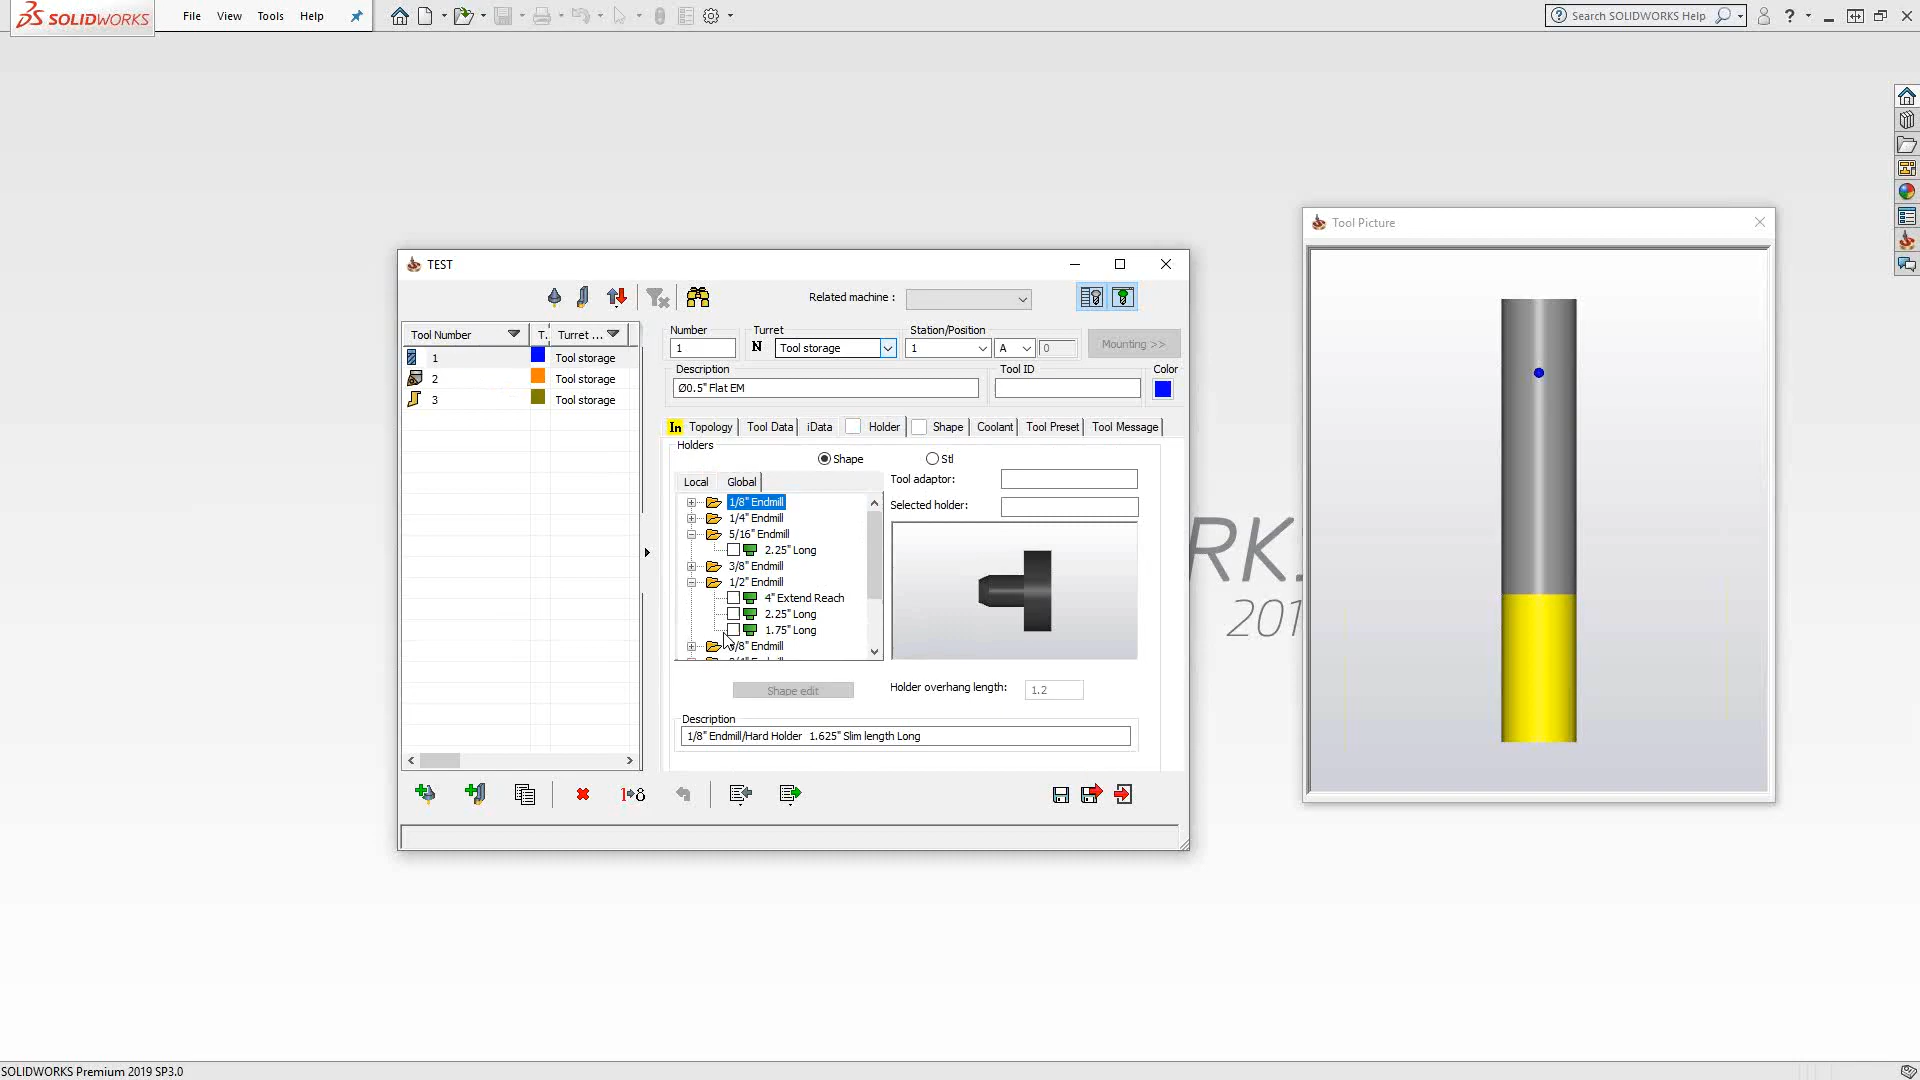 SOLIDWORKS File View Tools Help Search SOLIDWORKS Help ?
Tool Picture
TEST
Related machine :
Tool Number T. Turret ...
1 Tool storage
2 Tool storage
3 Tool storage
Number Turret Station/Position
1 N Tool storage 1 A 0 Mounting >>
Description Tool ID Color
Ø0.5" Flat EM
In Topology Tool Data iData Holder Shape Coolant Tool Preset Tool Message
Holders
Shape Stl
Local Global
Tool adaptor:
Selected holder:
1/8" Endmill
1/4" Endmill
5/16" Endmill
2.25" Long
3/8" Endmill
1/2" Endmill
4" Extend Reach
2.25" Long
1.75" Long
/8" Endmill
RK.
201
Shape edit Holder overhang length: 1.2
Description
1/8" Endmill/Hard Holder 1.625" Slim length Long
1 8
SOLIDWORKS Premium 2019 SP3.0